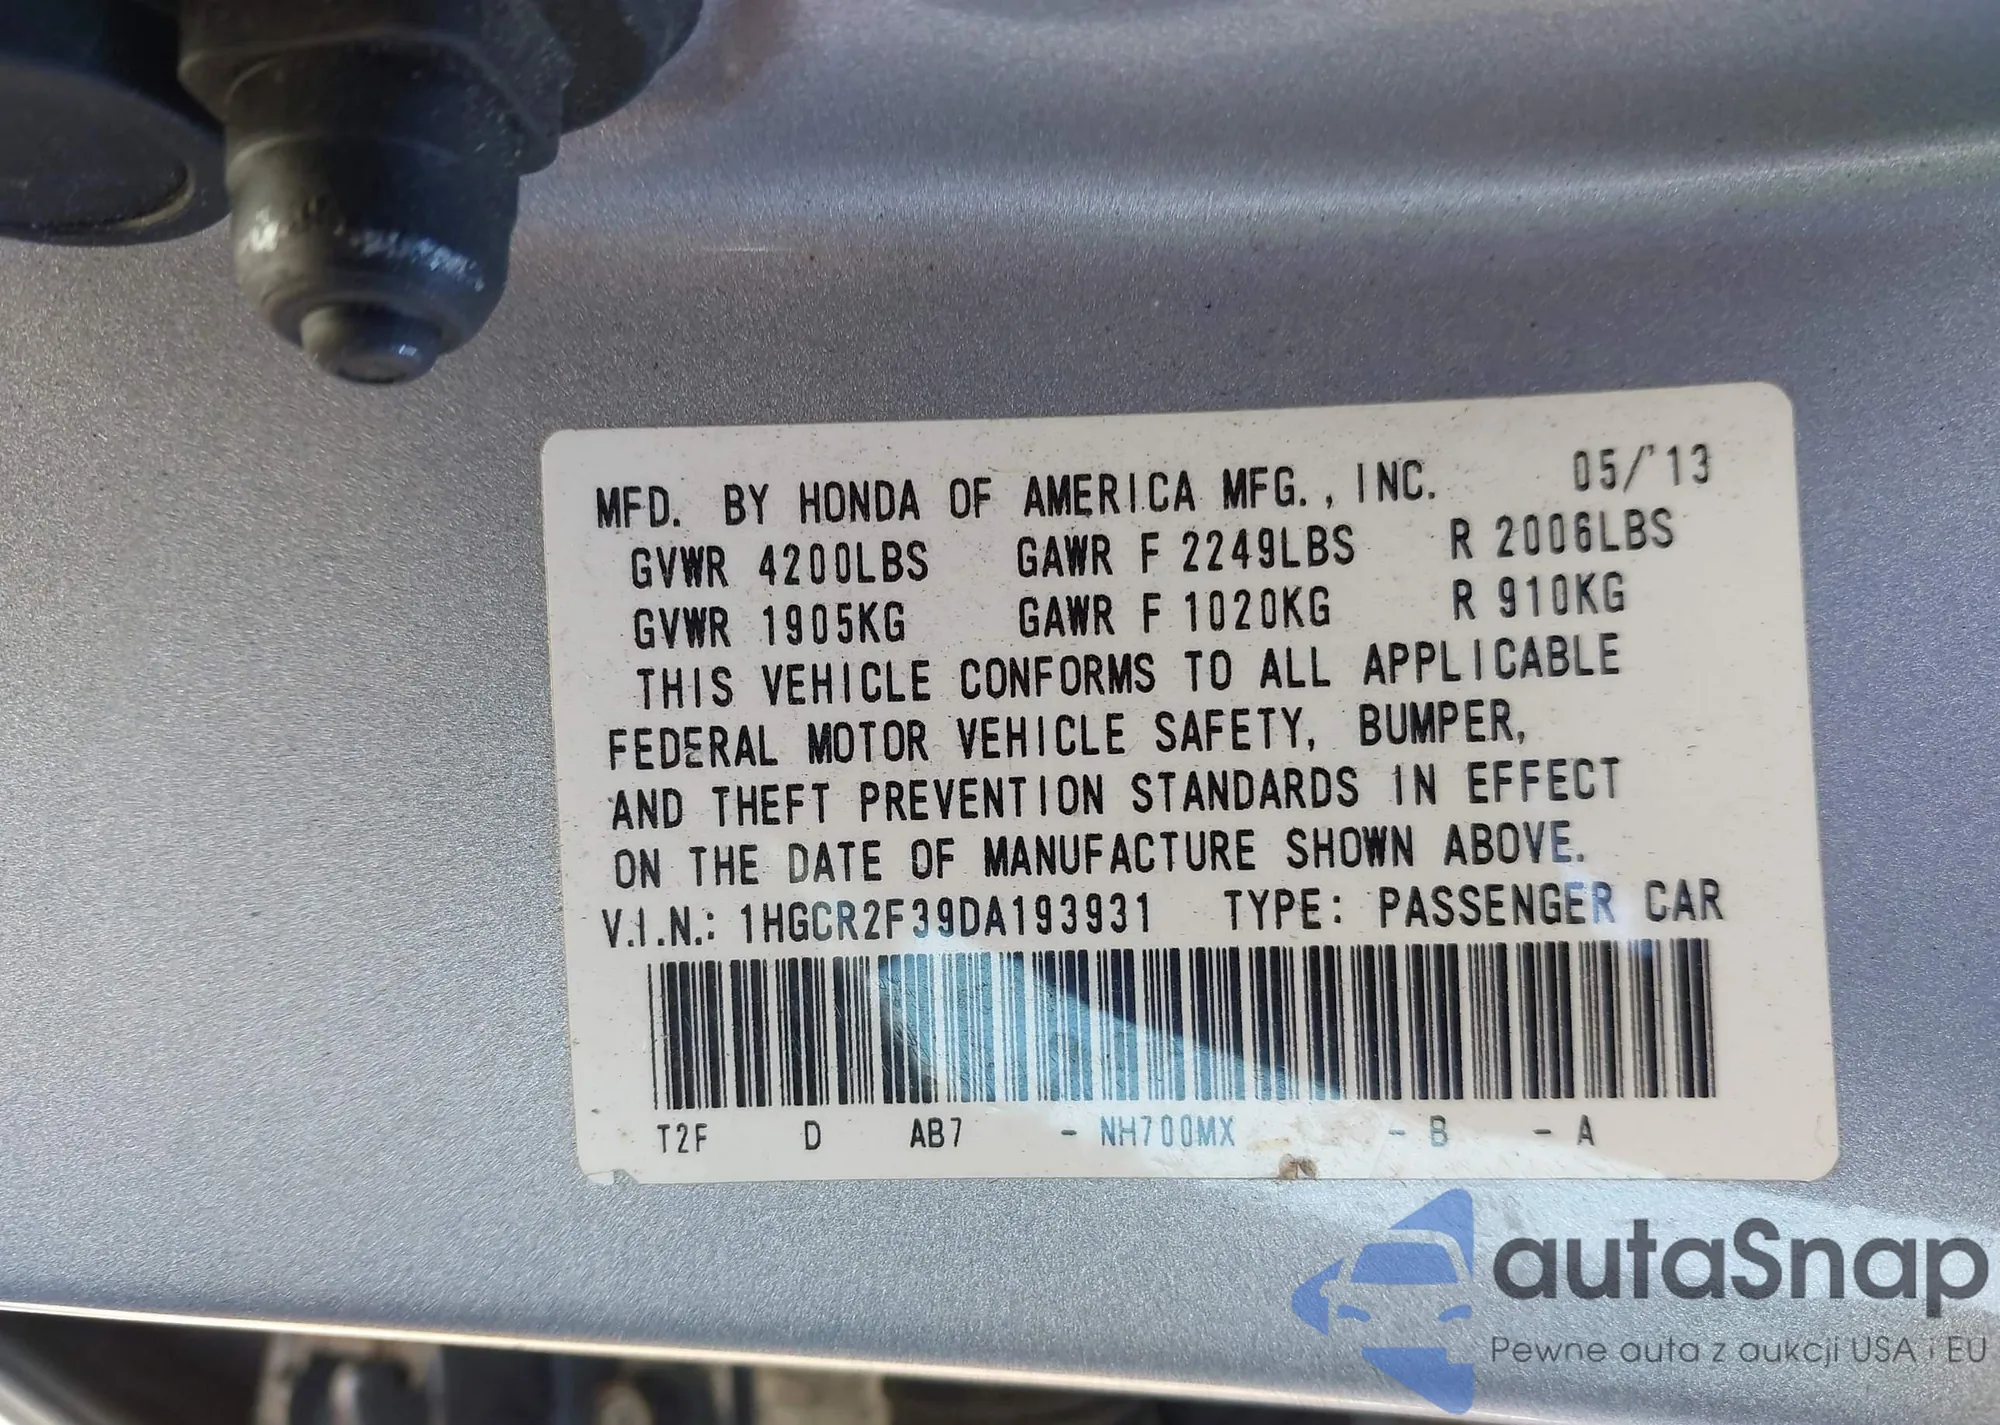 MFD. BY HONDA OF AMERICA MFG., INC. 05/'13
GVWR 4200LBS GAWR F 2249LBS R 2006LBS
GVWR 1905KG GAWR F 1020KG R 910KG
THIS VEHICLE CONFORMS TO ALL APPLICABLE
FEDERAL MOTOR VEHICLE SAFETY, BUMPER,
AND THEFT PREVENTION STANDARDS IN EFFECT
ON THE DATE OF MANUFACTURE SHOWN ABOVE.
V.I.N.: 1HGCR2F39DA193931 TYPE: PASSENGER CAR
T2F D AB7 - NH700MX - B - A
autaSnap
Pewne auta z aukcji USA i EU